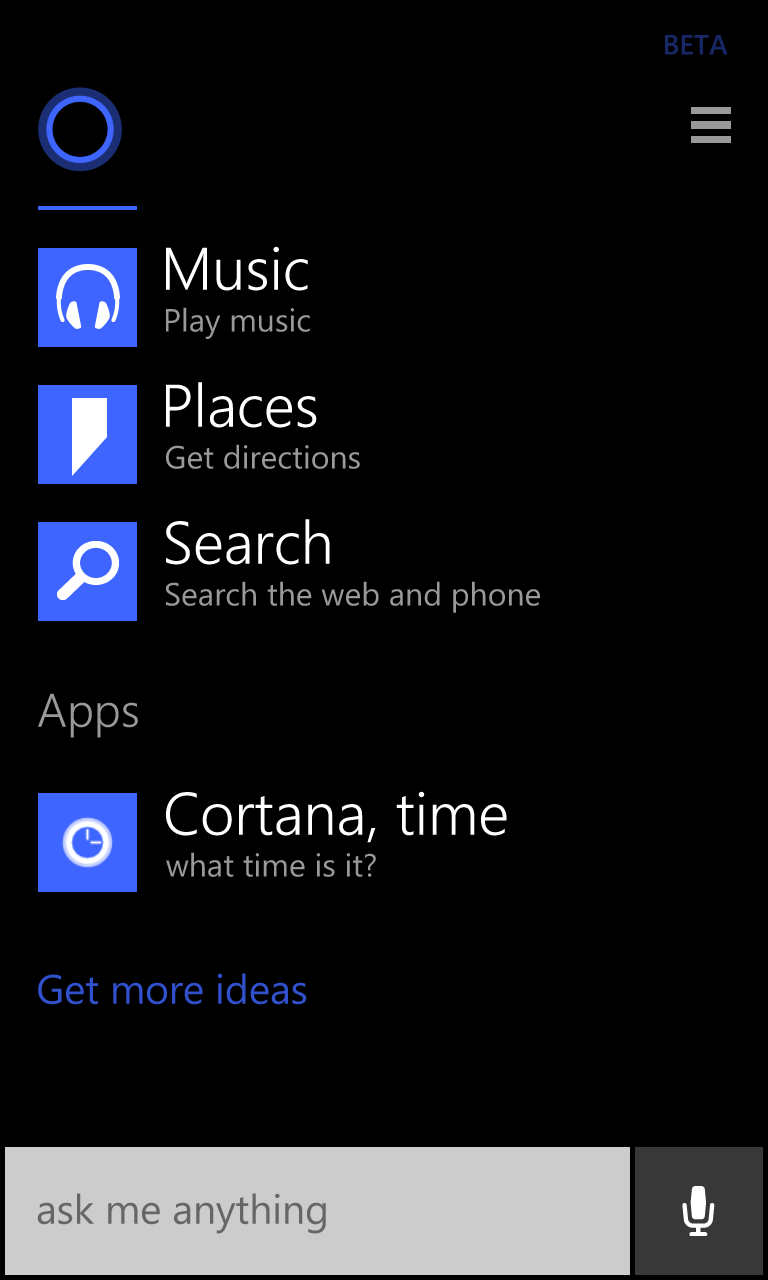 BETA
Music
Play music
Places
Get directions
Search
Search the web and phone
Apps
Cortana, time
what time is it?
Get more ideas
ask me anything